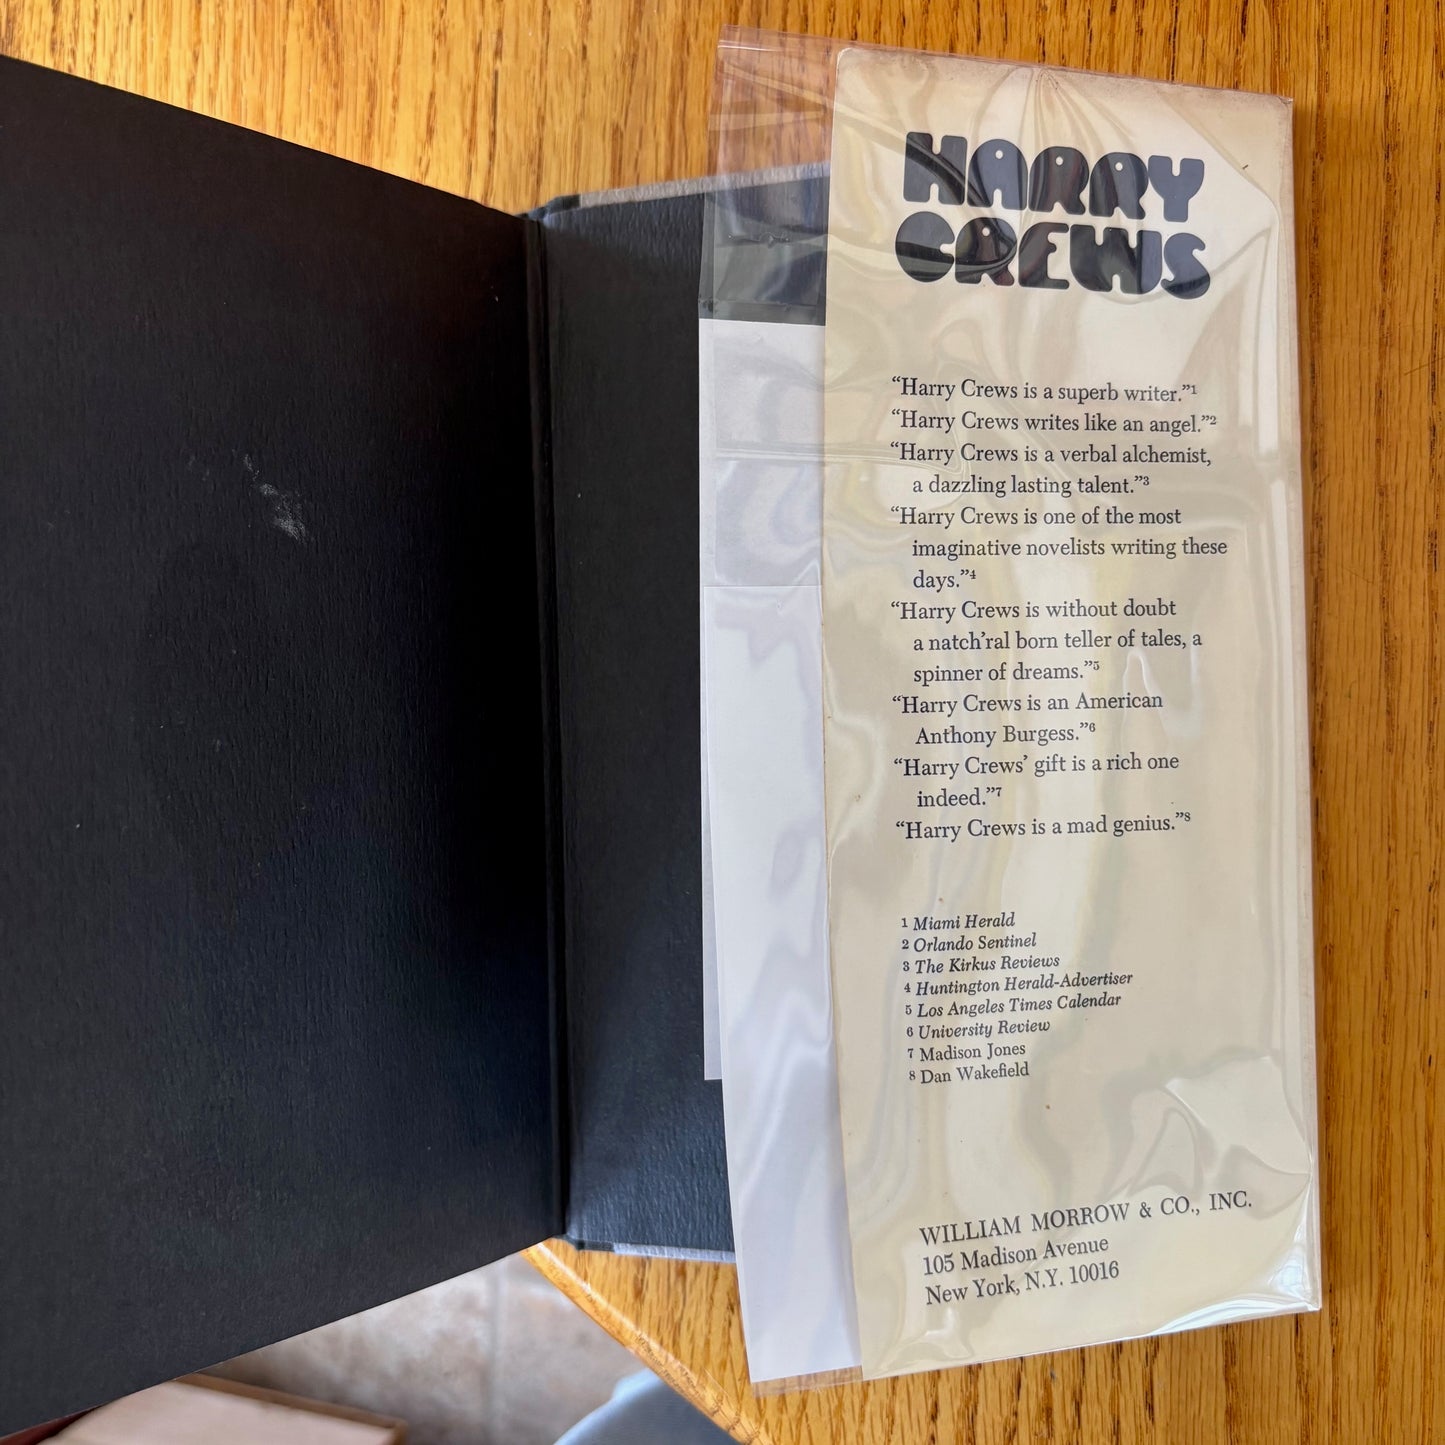 HARRY
CREWS
“Harry Crews is a superb writer.”¹
“Harry Crews writes like an angel.”²
“Harry Crews is a verbal alchemist,
a dazzling lasting talent.”³
“Harry Crews is one of the most
imaginative novelists writing these
days.”⁴
“Harry Crews is without doubt
a natch’ral born teller of tales, a
spinner of dreams.”⁵
“Harry Crews is an American
Anthony Burgess.”⁶
“Harry Crews’ gift is a rich one
indeed.”⁷
“Harry Crews is a mad genius.”⁸
1 Miami Herald
2 Orlando Sentinel
3 The Kirkus Reviews
4 Huntington Herald-Advertiser
5 Los Angeles Times Calendar
6 University Review
7 Madison Jones
8 Dan Wakefield
WILLIAM MORROW & CO., INC.
105 Madison Avenue
New York, N.Y. 10016